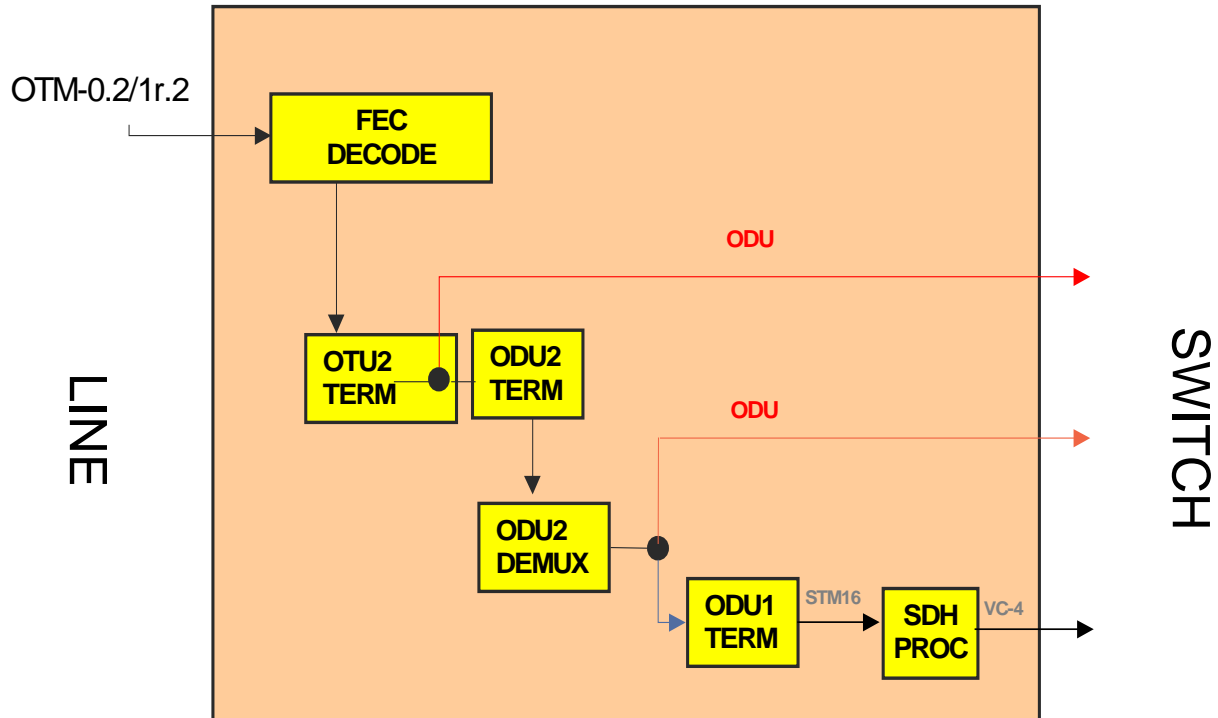 OTM-0.2/1r.2
FEC
DECODE
ODU
OTU2
TERM
ODU2
TERM
LINE
SWITCH
ODU
ODU2
DEMUX
ODU1
TERM
STM16
SDH
PROC
VC-4